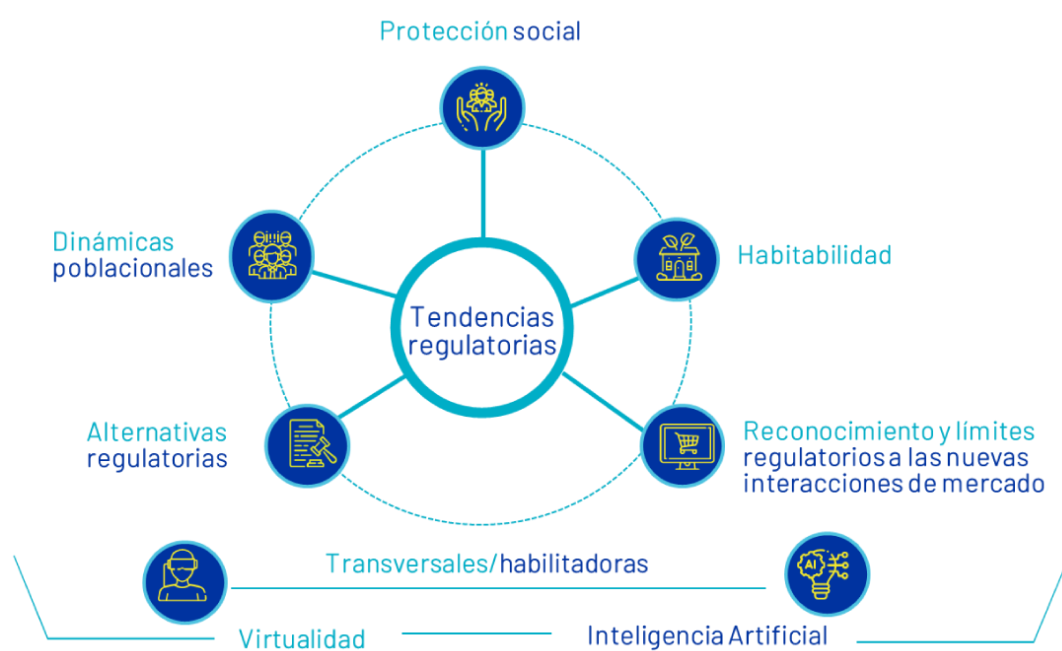 Protección social
Dinámicas
poblacionales
Habitabilidad
Tendencias
regulatorias
Alternativas
regulatorias
Reconocimiento y límites
regulatorios a las nuevas
interacciones de mercado
Transversales/habilitadoras
AI
Virtualidad
Inteligencia Artificial